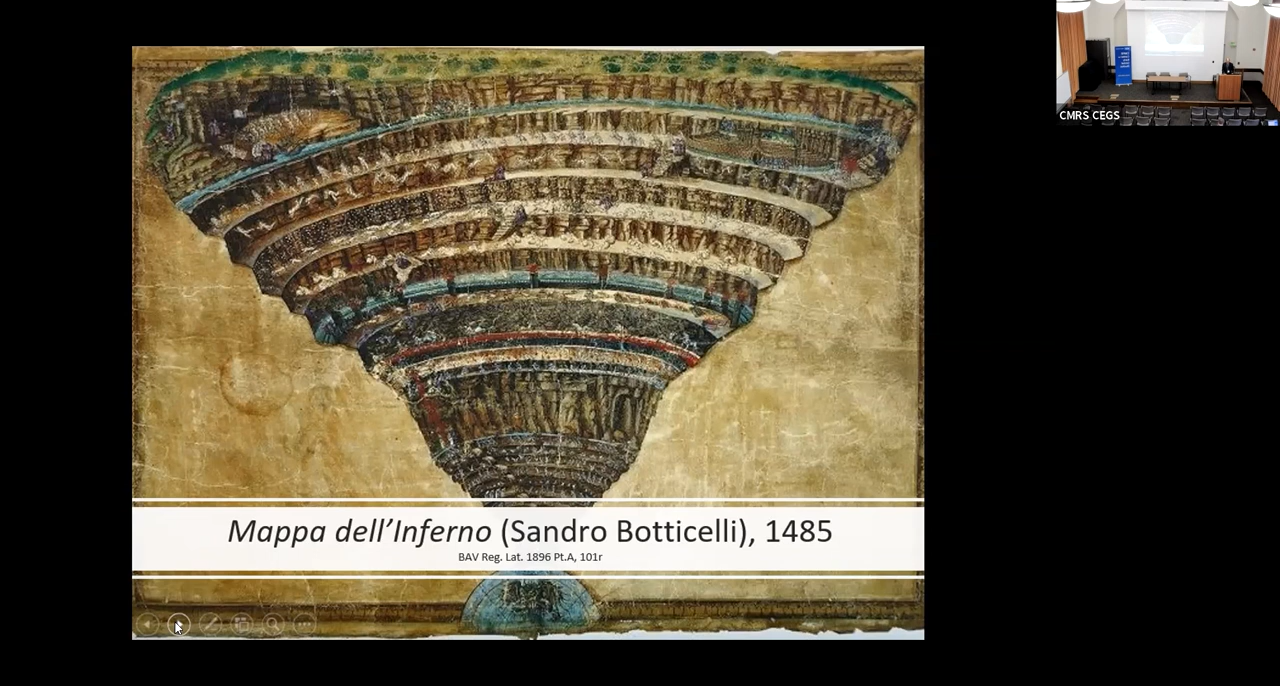 Mappa dell'Inferno (Sandro Botticelli), 1485
BAV Reg. Lat. 1896 Pt.A, 101r
CMRS CEGS